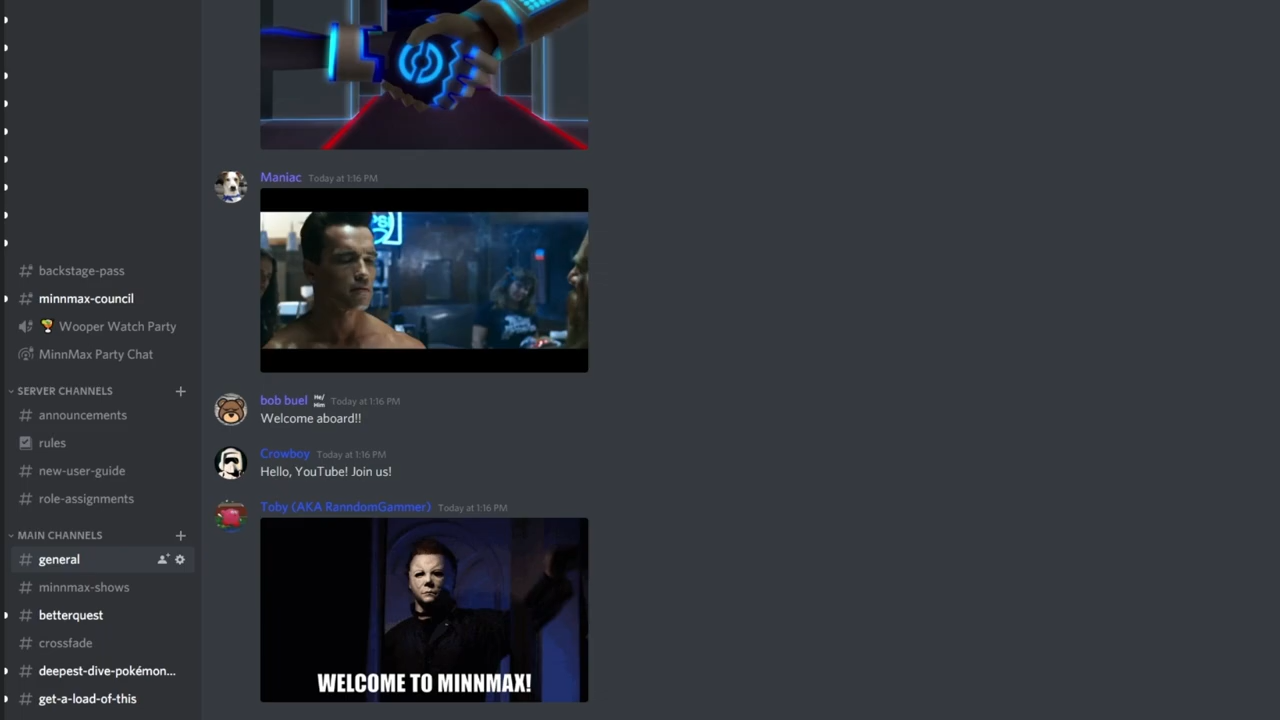 backstage-pass
minnmax-council
Wooper Watch Party
MinnMax Party Chat
SERVER CHANNELS
announcements
rules
new-user-guide
role-assignments
MAIN CHANNELS
general
minnmax-shows
betterquest
crossfade
deepest-dive-pokémon...
get-a-load-of-this
Maniac Today at 1:16 PM
bob buel He/Him Today at 1:16 PM
Welcome aboard!!
Crowboy Today at 1:16 PM
Hello, YouTube! Join us!
Toby (AKA RanndomGammer) Today at 1:16 PM
WELCOME TO MINNMAX!